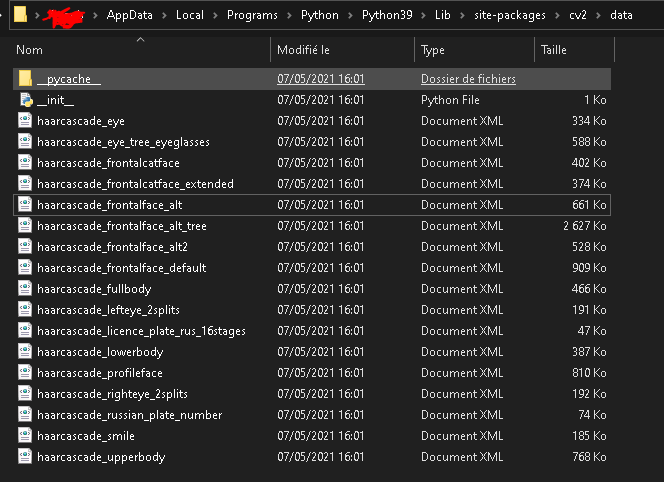 AppData > Local > Programs > Python > Python39 > Lib > site-packages > cv2 > data
Nom Modifié le Type Taille
__pycache__ 07/05/2021 16:01 Dossier de fichiers
__init__ 07/05/2021 16:01 Python File 1 Ko
haarcascade_eye 07/05/2021 16:01 Document XML 334 Ko
haarcascade_eye_tree_eyeglasses 07/05/2021 16:01 Document XML 588 Ko
haarcascade_frontalcatface 07/05/2021 16:01 Document XML 402 Ko
haarcascade_frontalcatface_extended 07/05/2021 16:01 Document XML 374 Ko
haarcascade_frontalface_alt 07/05/2021 16:01 Document XML 661 Ko
haarcascade_frontalface_alt_tree 07/05/2021 16:01 Document XML 2 627 Ko
haarcascade_frontalface_alt2 07/05/2021 16:01 Document XML 528 Ko
haarcascade_frontalface_default 07/05/2021 16:01 Document XML 909 Ko
haarcascade_fullbody 07/05/2021 16:01 Document XML 466 Ko
haarcascade_lefteye_2splits 07/05/2021 16:01 Document XML 191 Ko
haarcascade_licence_plate_rus_16stages 07/05/2021 16:01 Document XML 47 Ko
haarcascade_lowerbody 07/05/2021 16:01 Document XML 387 Ko
haarcascade_profileface 07/05/2021 16:01 Document XML 810 Ko
haarcascade_righteye_2splits 07/05/2021 16:01 Document XML 192 Ko
haarcascade_russian_plate_number 07/05/2021 16:01 Document XML 74 Ko
haarcascade_smile 07/05/2021 16:01 Document XML 185 Ko
haarcascade_upperbody 07/05/2021 16:01 Document XML 768 Ko